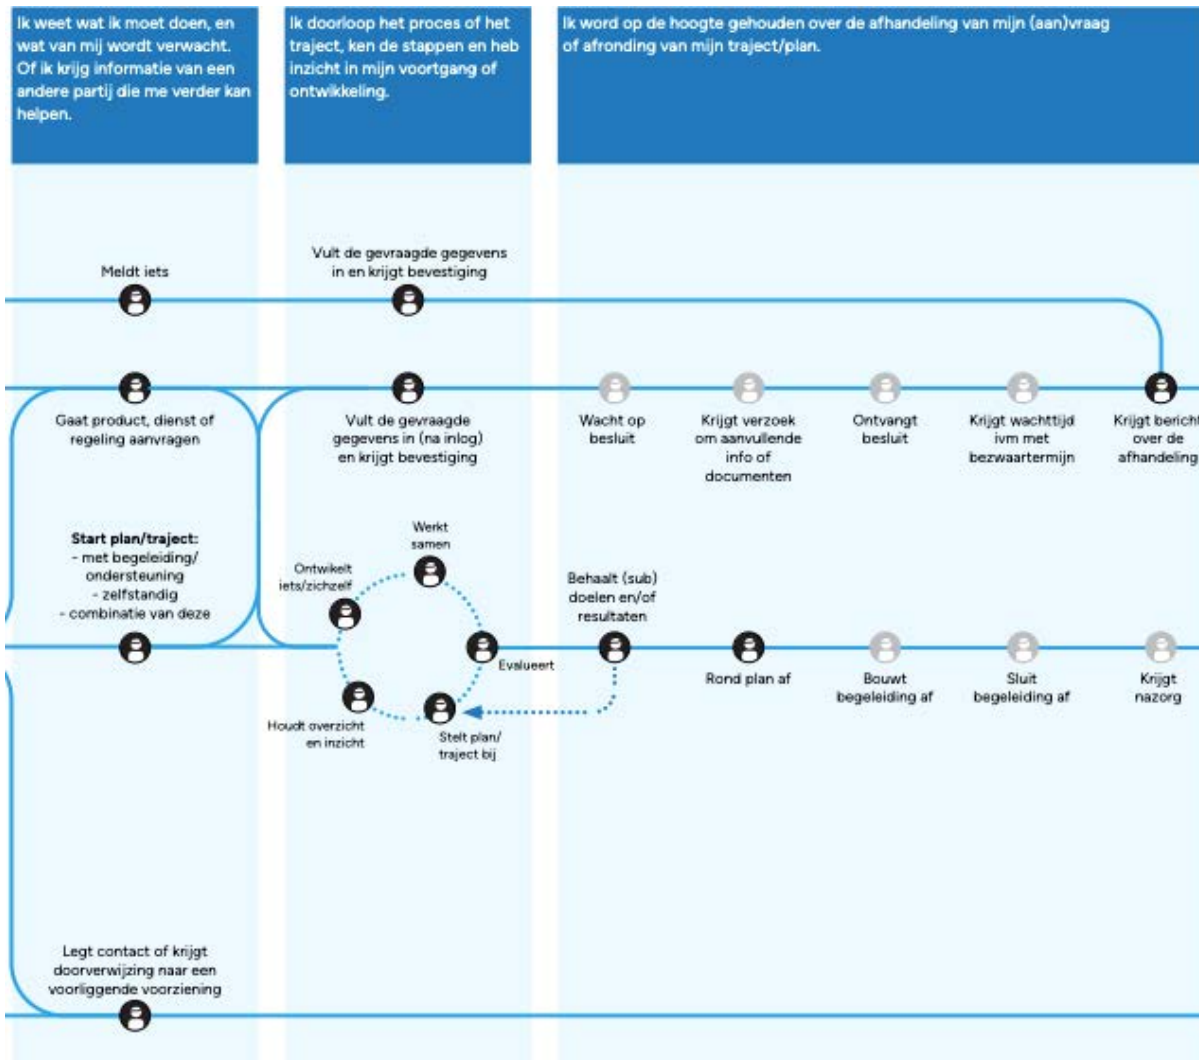 Ik weet wat ik moet doen, en
wat van mij wordt verwacht.
Of ik krijg informatie van een
andere partij die me verder kan
helpen.
Ik doorloop het proces of het
traject, ken de stappen en heb
inzicht in mijn voortgang of
ontwikkeling.
Ik word op de hoogte gehouden over de afhandeling van mijn (aan)vraag
of afronding van mijn traject/plan.
Meldt iets
Vult de gevraagde gegevens
in en krijgt bevestiging
Gaat product, dienst of
regeling aanvragen
Vult de gevraagde
gegevens in (na inlog)
en krijgt bevestiging
Wacht op
besluit
Krijgt verzoek
om aanvullende
info of
documenten
Ontvangt
besluit
Krijgt wachttijd
ivm met
bezwaartermijn
Krijgt bericht
over de
afhandeling
Start plan/traject:
- met begeleiding/
ondersteuning
- zelfstandig
- combinatie van deze
Werkt
samen
Ontwikelt
iets/zichzelf
Evalueert
Houdt overzicht
en inzicht
Stelt plan/
traject bij
Behaalt (sub)
doelen en/of
resultaten
Rond plan af
Bouwt
begeleiding af
Sluit
begeleiding af
Krijgt
nazorg
Legt contact of krijgt
doorverwijzing naar een
voorliggende voorziening